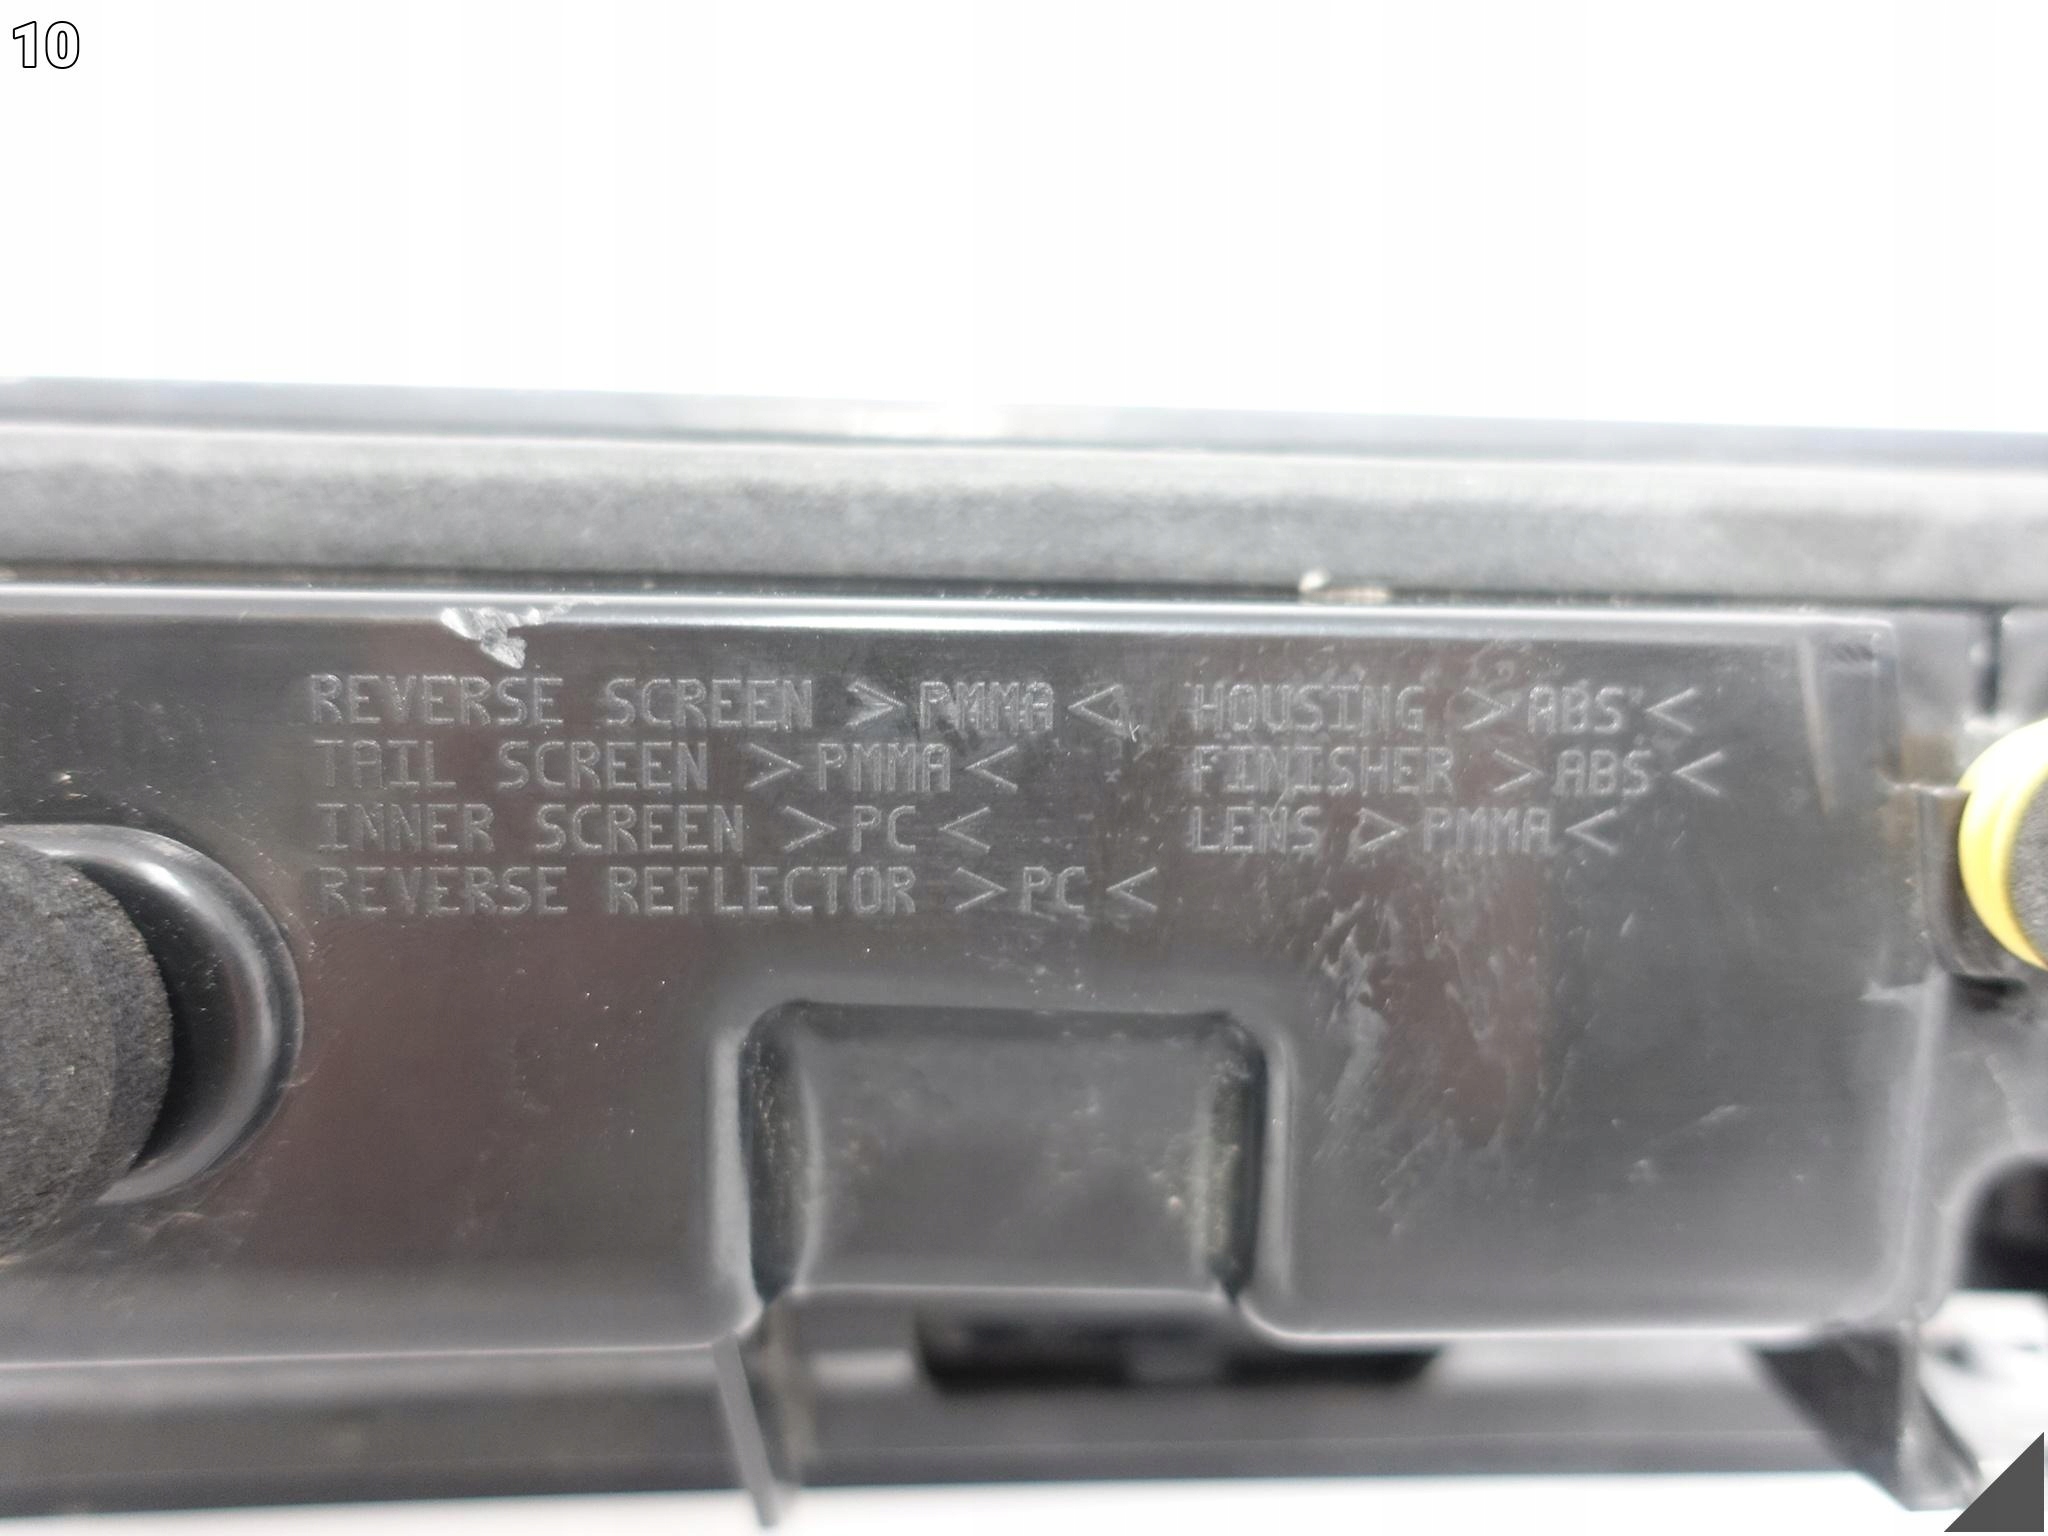 10
REVERSE SCREEN >PMMA<
TAIL SCREEN >PMMA<
INNER SCREEN >PC<
REVERSE REFLECTOR >PC<
HOUSING >ABS<
FINISHER >ABS<
LENS >PMMA<